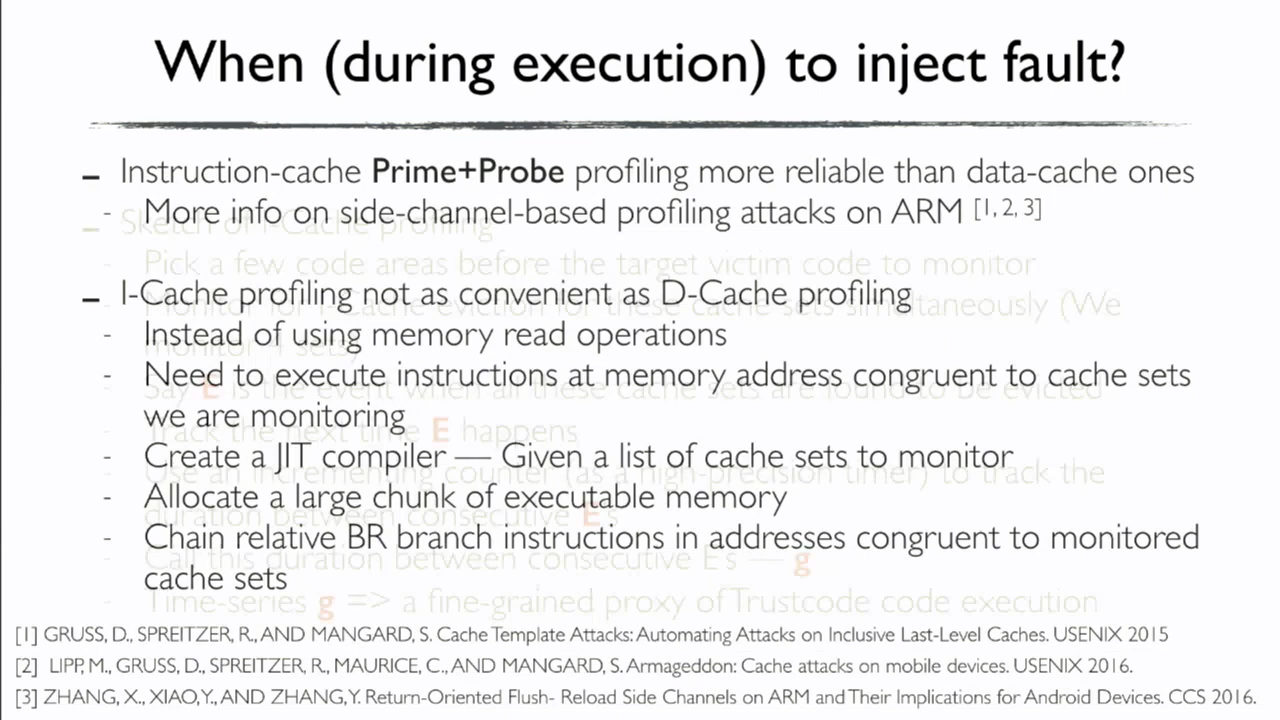 When (during execution) to inject fault?
– Instruction-cache Prime+Probe profiling more reliable than data-cache ones
- More info on side-channel-based profiling attacks on ARM [1, 2, 3]
– Sketch of I-Cache profiling
- Pick a few code areas before the target victim code to monitor
– I-Cache profiling not as convenient as D-Cache profiling
- Monitor for I-Cache eviction for these cache sets simultaneously (We
- Instead of using memory read operations
monitor 4 sets)
- Need to execute instructions at memory address congruent to cache sets
- Say E is the event when all these cache sets are found to be evicted
we are monitoring
- Track the next time E happens
- Create a JIT compiler — Given a list of cache sets to monitor
- Use an incrementing counter (as a high-precision timer) to track the
- Allocate a large chunk of executable memory
duration between consecutive E's
- Chain relative BR branch instructions in addresses congruent to monitored
- Call this duration between consecutive E's — g
cache sets
- Time-series g => a fine-grained proxy of Trustcode code execution
[1] GRUSS, D., SPREITZER, R., AND MANGARD, S. Cache Template Attacks: Automating Attacks on Inclusive Last-Level Caches. USENIX 2015
[2] LIPP, M., GRUSS, D., SPREITZER, R., MAURICE, C., AND MANGARD, S. Armageddon: Cache attacks on mobile devices. USENIX 2016.
[3] ZHANG, X., XIAO, Y., AND ZHANG, Y. Return-Oriented Flush- Reload Side Channels on ARM and Their Implications for Android Devices. CCS 2016.